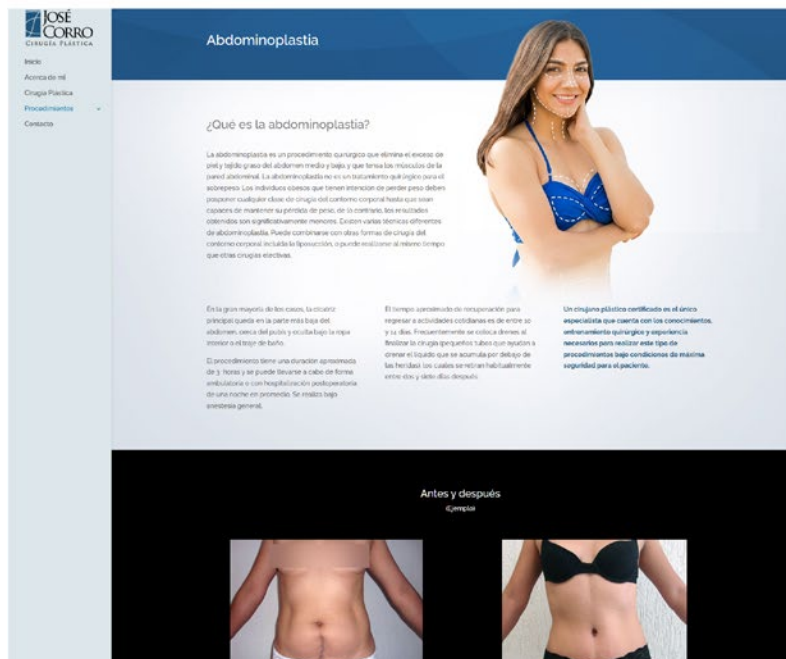 JOSÉ
CORRO
CIRUGÍA PLÁSTICA
Inicio
Acerca de mí
Cirugía Plástica
Procedimientos
Contacto
Abdominoplastia
¿Qué es la abdominoplastia?
La abdominoplastia es un procedimiento quirúrgico que elimina el exceso de
piel y tejido graso del abdomen medio y bajo, y que tensa los músculos de la
pared abdominal. La abdominoplastia no es un tratamiento quirúrgico para el
sobrepeso. Los individuos obesos que tienen intención de perder peso deben
posponer cualquier clase de cirugía del contorno corporal hasta que sean
capaces de mantener su pérdida de peso, de lo contrario, los resultados
obtenidos son significativamente menores. Existen varias técnicas diferentes
de abdominoplastia. Puede combinarse con otras formas de cirugía del
contorno corporal incluida la liposucción, o puede realizarse al mismo tiempo
que otras cirugías electivas.
En la gran mayoría de los casos, la cicatriz
principal queda en la parte más baja del
abdomen, cerca del pubis y oculta bajo la ropa
interior o el traje de baño.
El procedimiento tiene una duración aproximada
de 3 horas y se puede llevarse a cabo de forma
ambulatoria o con hospitalización postoperatoria
de una noche en promedio. Se realiza bajo
anestesia general.
El tiempo aproximado de recuperación para
regresar a actividades cotidianas es de entre 10
y 14 días. Frecuentemente se coloca drenes al
finalizar la cirugía (pequeños tubos que ayudan a
drenar el líquido que se acumula por debajo de
las heridas), los cuales se retiran habitualmente
entre dos y siete días después.
Un cirujano plástico certificado es el único
especialista que cuenta con los conocimientos,
entrenamiento quirúrgico y experiencia
necesarios para realizar este tipo de
procedimientos bajo condiciones de máxima
seguridad para el paciente.
Antes y después
(Ejemplo)